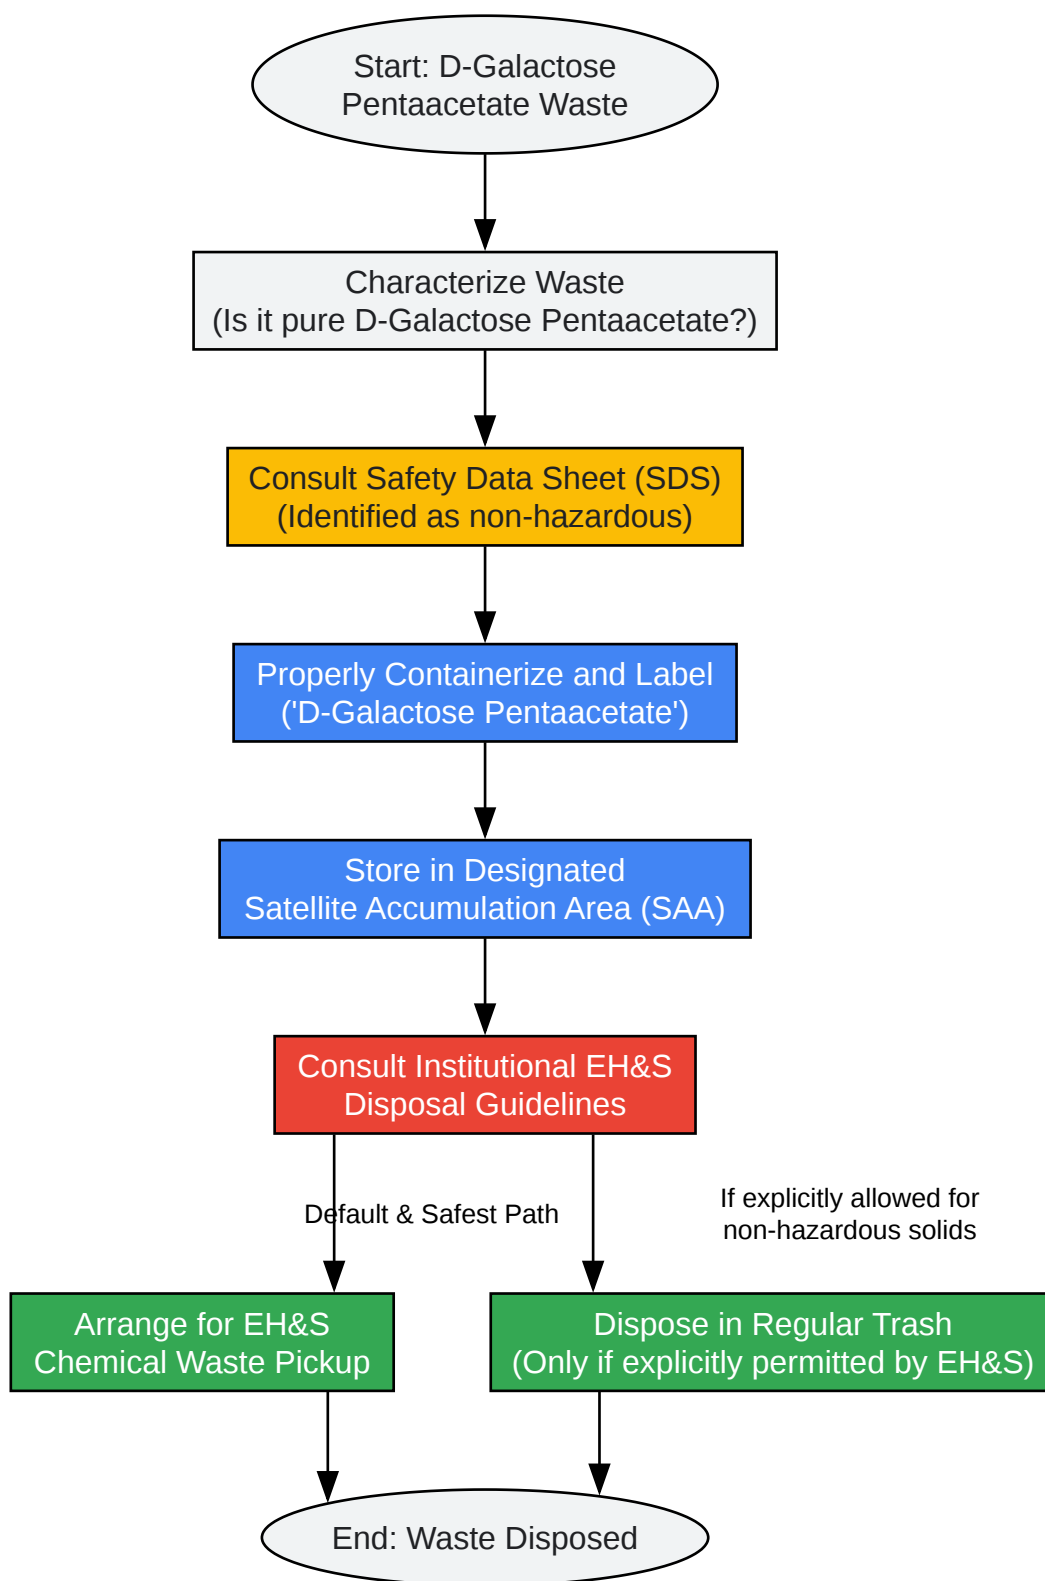 Start: D-Galactose
Pentaacetate Waste
Characterize Waste
(Is it pure D-Galactose Pentaacetate?)
Consult Safety Data Sheet (SDS)
(Identified as non-hazardous)
Properly Containerize and Label
('D-Galactose Pentaacetate')
Store in Designated
Satellite Accumulation Area (SAA)
Consult Institutional EH&S
Disposal Guidelines
Default & Safest Path
If explicitly allowed for
non-hazardous solids
Arrange for EH&S
Chemical Waste Pickup
Dispose in Regular Trash
(Only if explicitly permitted by EH&S)
End: Waste Disposed